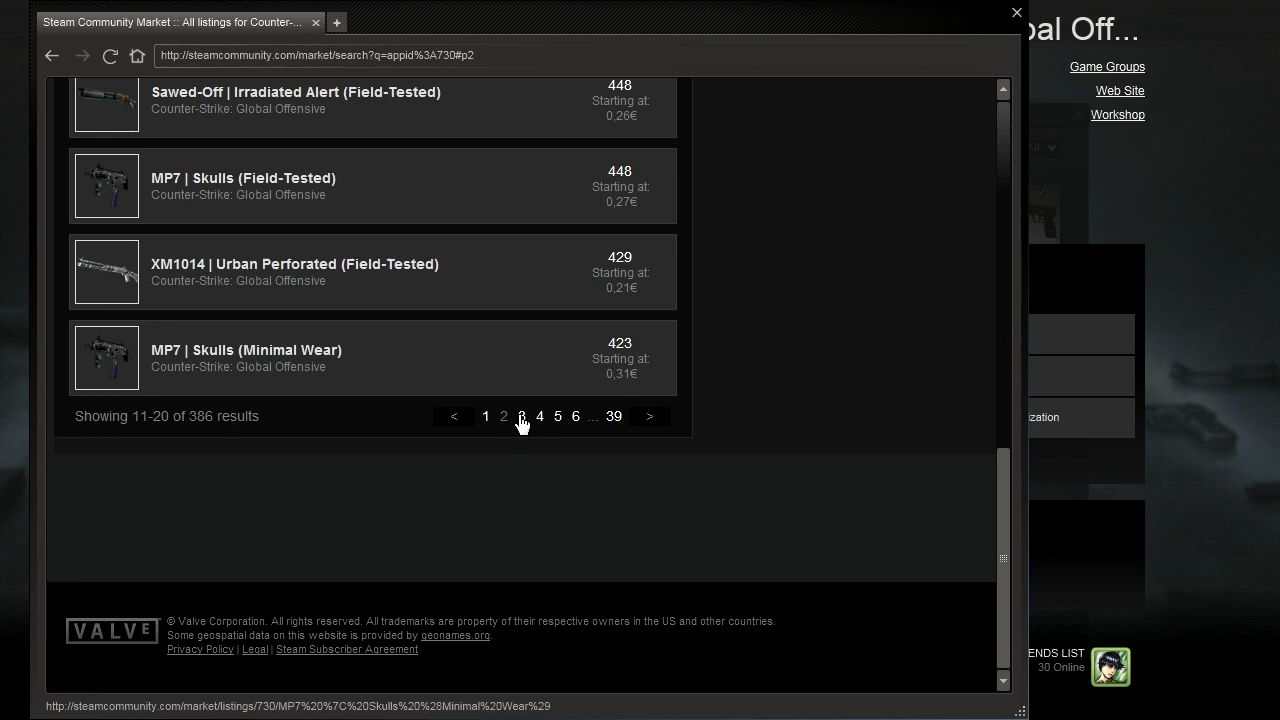 Steam Community Market :: All listings for Counter-...
http://steamcommunity.com/market/search?q=appid%3A730#p2
bal Off...
Game Groups
Web Site
Workshop
All
Sawed-Off | Irradiated Alert (Field-Tested)
Counter-Strike: Global Offensive
448
Starting at:
0,26€
MP7 | Skulls (Field-Tested)
Counter-Strike: Global Offensive
448
Starting at:
0,27€
XM1014 | Urban Perforated (Field-Tested)
Counter-Strike: Global Offensive
429
Starting at:
0,21€
MP7 | Skulls (Minimal Wear)
Counter-Strike: Global Offensive
423
Starting at:
0,31€
ization
Showing 11-20 of 386 results
< 1 2 3 4 5 6 ... 39 >
VALVE
© Valve Corporation. All rights reserved. All trademarks are property of their respective owners in the US and other countries.
Some geospatial data on this website is provided by geonames.org.
Privacy Policy | Legal | Steam Subscriber Agreement
ENDS LIST
30 Online
http://steamcommunity.com/market/listings/730/MP7%20%7C%20Skulls%20%28Minimal%20Wear%29